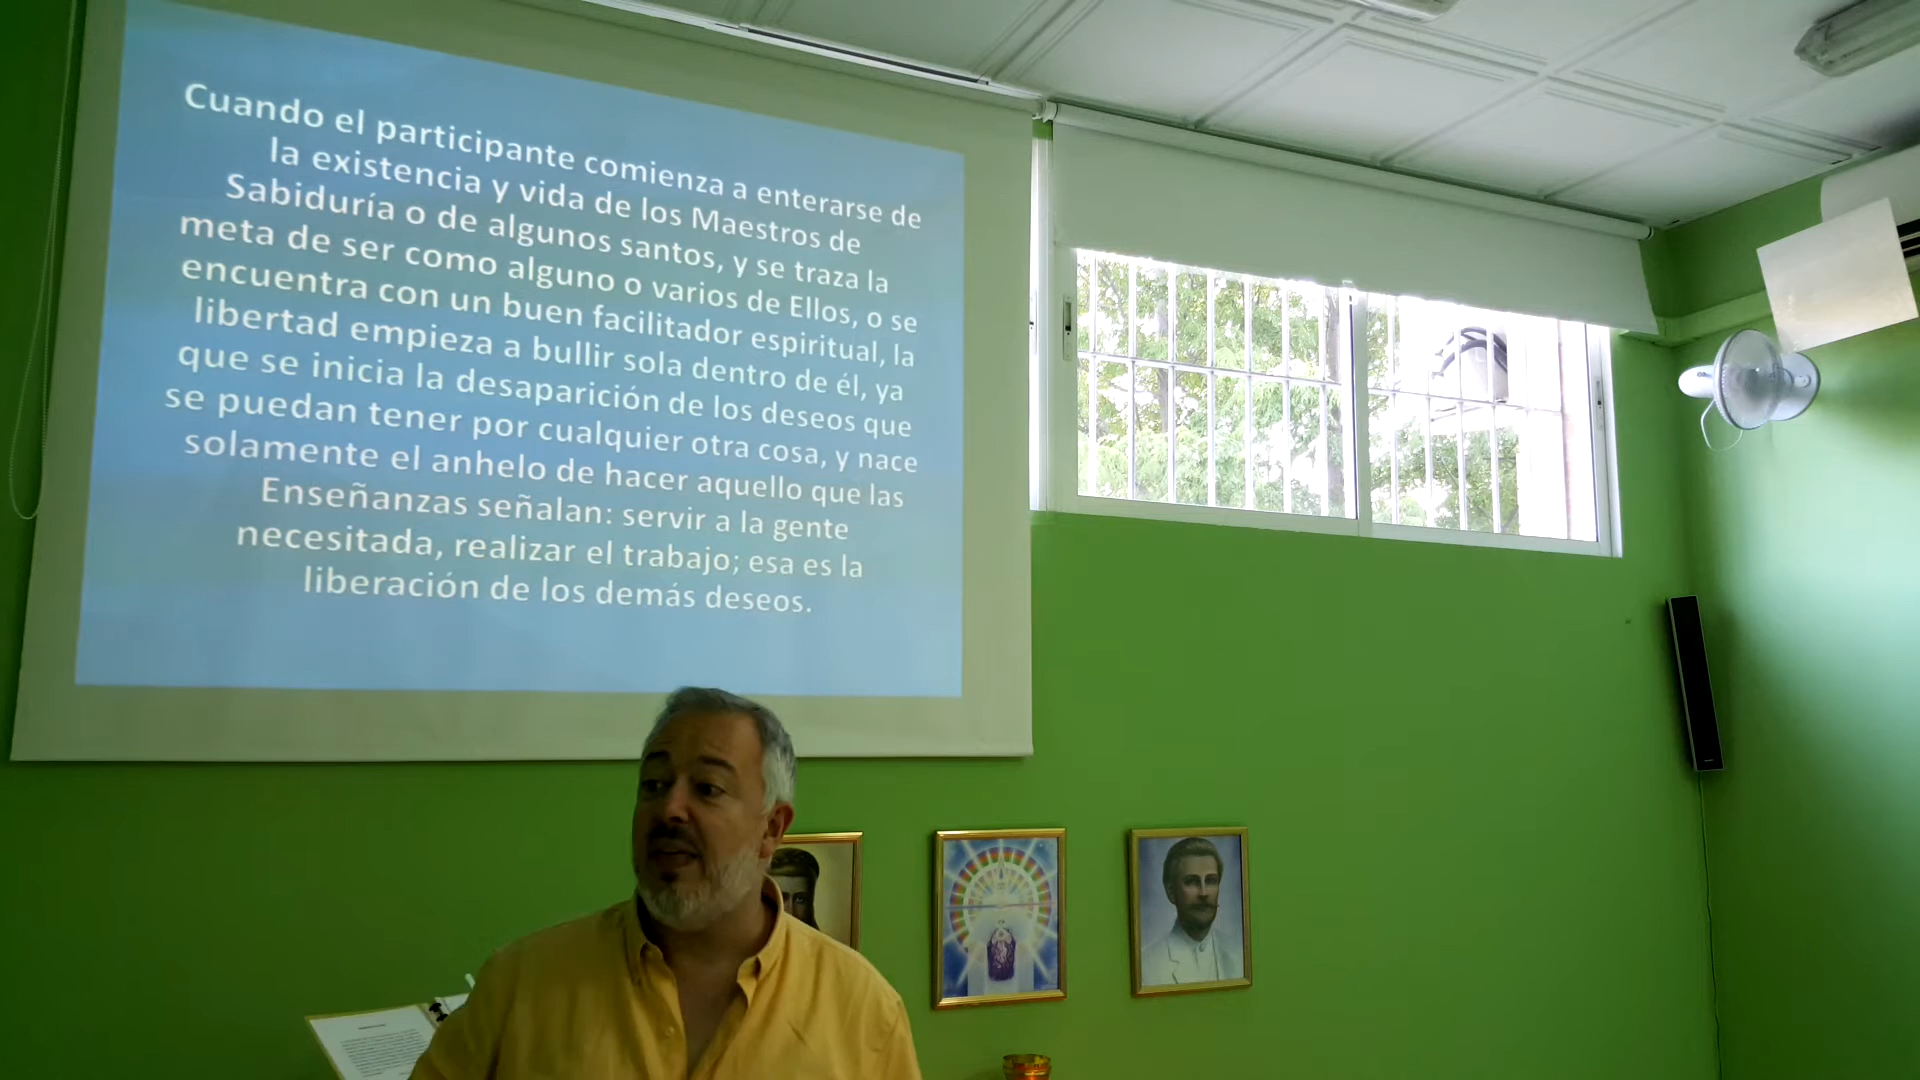 Cuando el participante comienza a enterarse de
la existencia y vida de los Maestros de
Sabiduría o de algunos santos, y se traza la
meta de ser como alguno o varios de Ellos, o se
encuentra con un buen facilitador espiritual, la
libertad empieza a bullir sola dentro de él, ya
que se inicia la desaparición de los deseos que
se puedan tener por cualquier otra cosa, y nace
solamente el anhelo de hacer aquello que las
Enseñanzas señalan: servir a la gente
necesitada, realizar el trabajo; esa es la
liberación de los demás deseos.